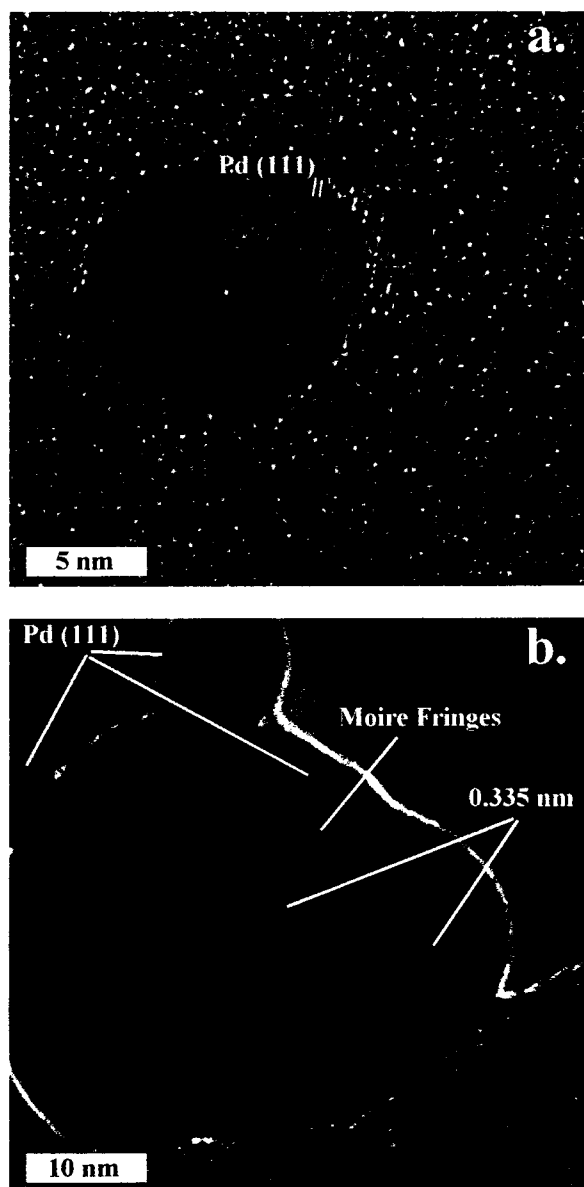 a.
Pd (111)
5 nm
Pd (111)
b.
Moire Fringes
0.335 nm
10 nm